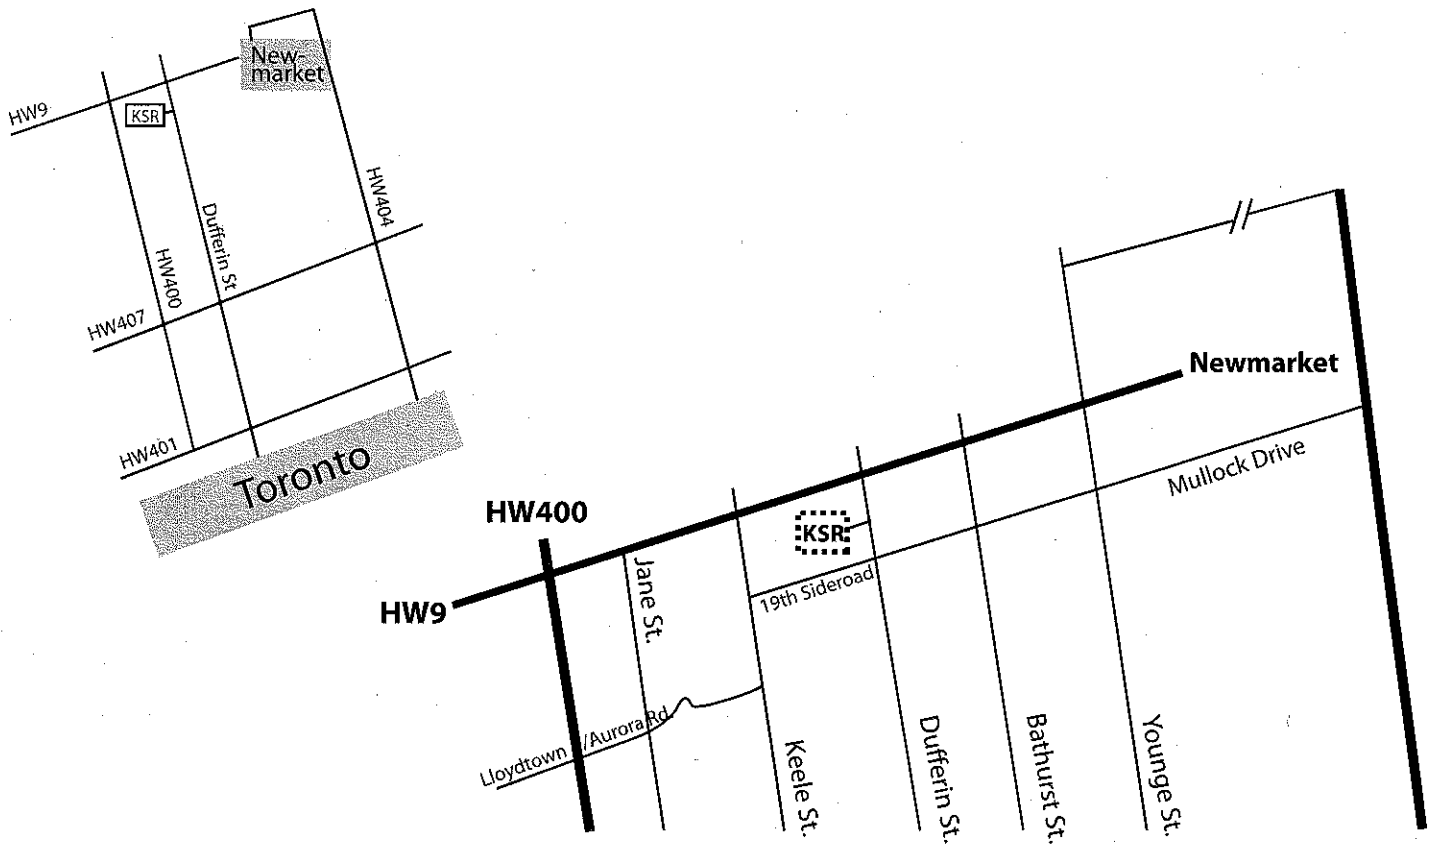 New-
market
HW9
KSR
HW404
Dufferin St
HW400
HW407
HW401
Toronto
Newmarket
Mullock Drive
HW400
KSR
Jane St.
19th Sideroad
HW9
Lloydtown /Aurora Rd.
Keele St.
Dufferin St.
Bathurst St.
Younge St.